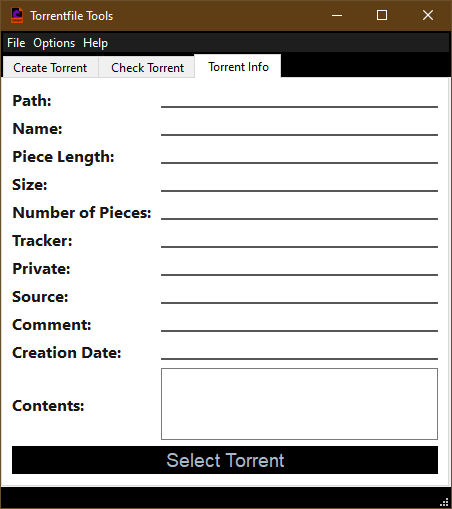 Torrentfile Tools
File Options Help
Create Torrent Check Torrent Torrent Info
Path:
Name:
Piece Length:
Size:
Number of Pieces:
Tracker:
Private:
Source:
Comment:
Creation Date:
Contents:
Select Torrent